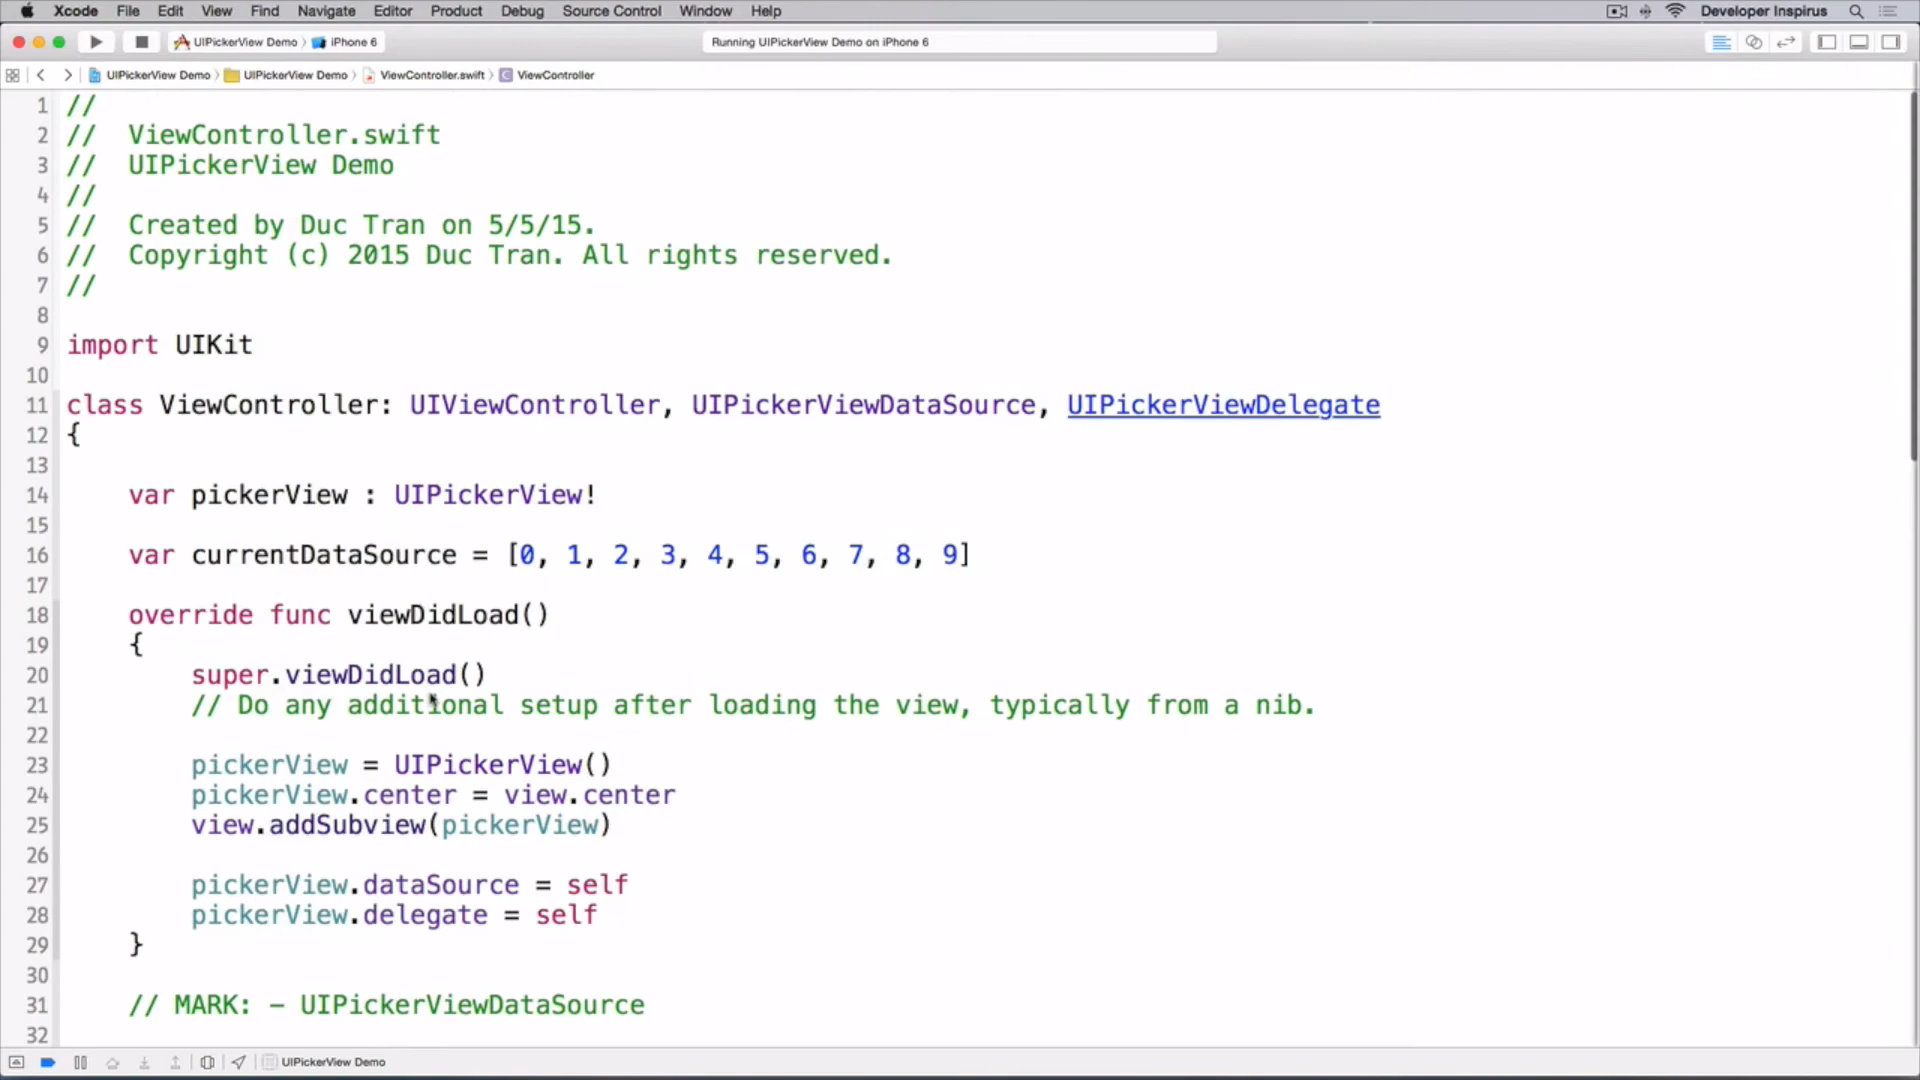 Xcode File Edit View Find Navigate Editor Product Debug Source Control Window Help Developer Inspirus
UIPickerView Demo iPhone 6 Running UIPickerView Demo on iPhone 6
UIPickerView Demo UIPickerView Demo ViewController.swift C ViewController
1 //
2 // ViewController.swift
3 // UIPickerView Demo
4 //
5 // Created by Duc Tran on 5/5/15.
6 // Copyright (c) 2015 Duc Tran. All rights reserved.
7 //
8
9 import UIKit
10
11 class ViewController: UIViewController, UIPickerViewDataSource, UIPickerViewDelegate
12 {
13
14 var pickerView : UIPickerView!
15
16 var currentDataSource = [0, 1, 2, 3, 4, 5, 6, 7, 8, 9]
17
18 override func viewDidLoad()
19 {
20 super.viewDidLoad()
21 // Do any additional setup after loading the view, typically from a nib.
22
23 pickerView = UIPickerView()
24 pickerView.center = view.center
25 view.addSubview(pickerView)
26
27 pickerView.dataSource = self
28 pickerView.delegate = self
29 }
30
31 // MARK: - UIPickerViewDataSource
32
UIPickerView Demo